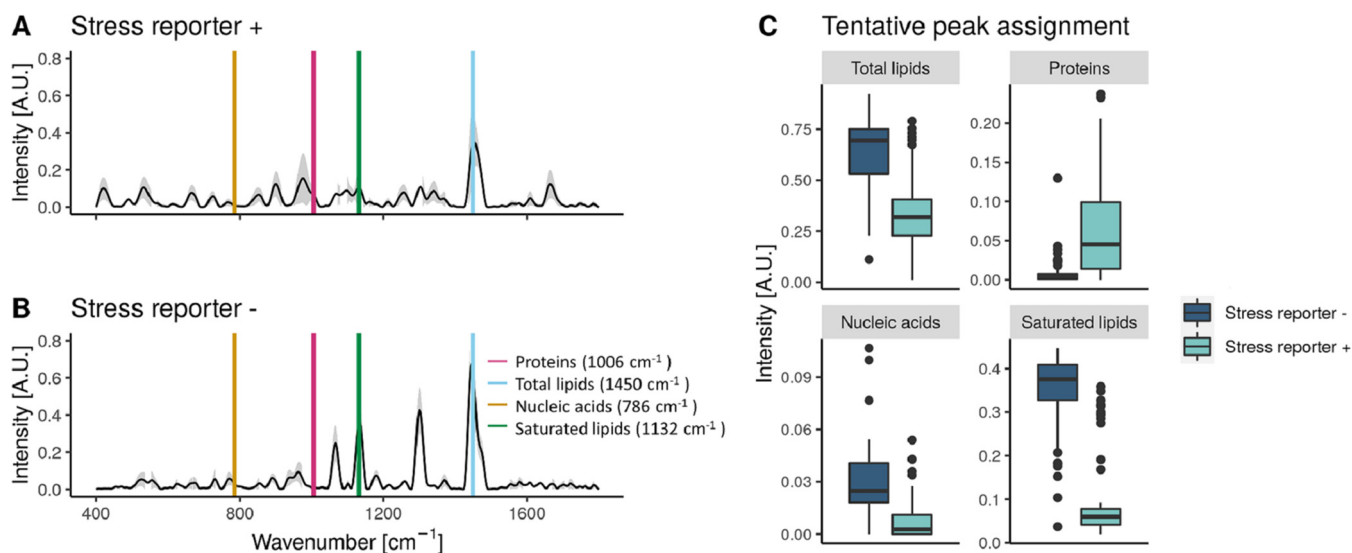 A Stress reporter +
Intensity [A.U.]
0.8
0.6
0.4
0.2
0.0
B Stress reporter -
Intensity [A.U.]
0.8
0.6
0.4
0.2
0.0
Proteins (1006 cm⁻¹ )
Total lipids (1450 cm⁻¹ )
Nucleic acids (786 cm⁻¹ )
Saturated lipids (1132 cm⁻¹ )
400 800 1200 1600
Wavenumber [cm⁻¹]
C Tentative peak assignment
Intensity [A.U.]
Total lipids
0.75
0.50
0.25
0.00
Proteins
0.20
0.15
0.10
0.05
0.00
Nucleic acids
0.09
0.06
0.03
0.00
Saturated lipids
0.4
0.3
0.2
0.1
0.0
Stress reporter -
Stress reporter +